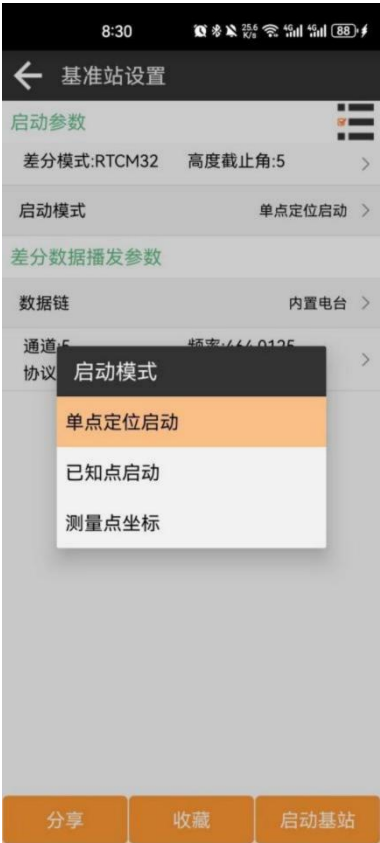 8:30 25.6 K/s 4G 4G 88
基准站设置
启动参数
差分模式:RTCM32 高度截止角:5
启动模式 单点定位启动
差分数据播发参数
数据链 内置电台
通道:5 频率:464.0125
协议
启动模式
单点定位启动
已知点启动
测量点坐标
分享 收藏 启动基站